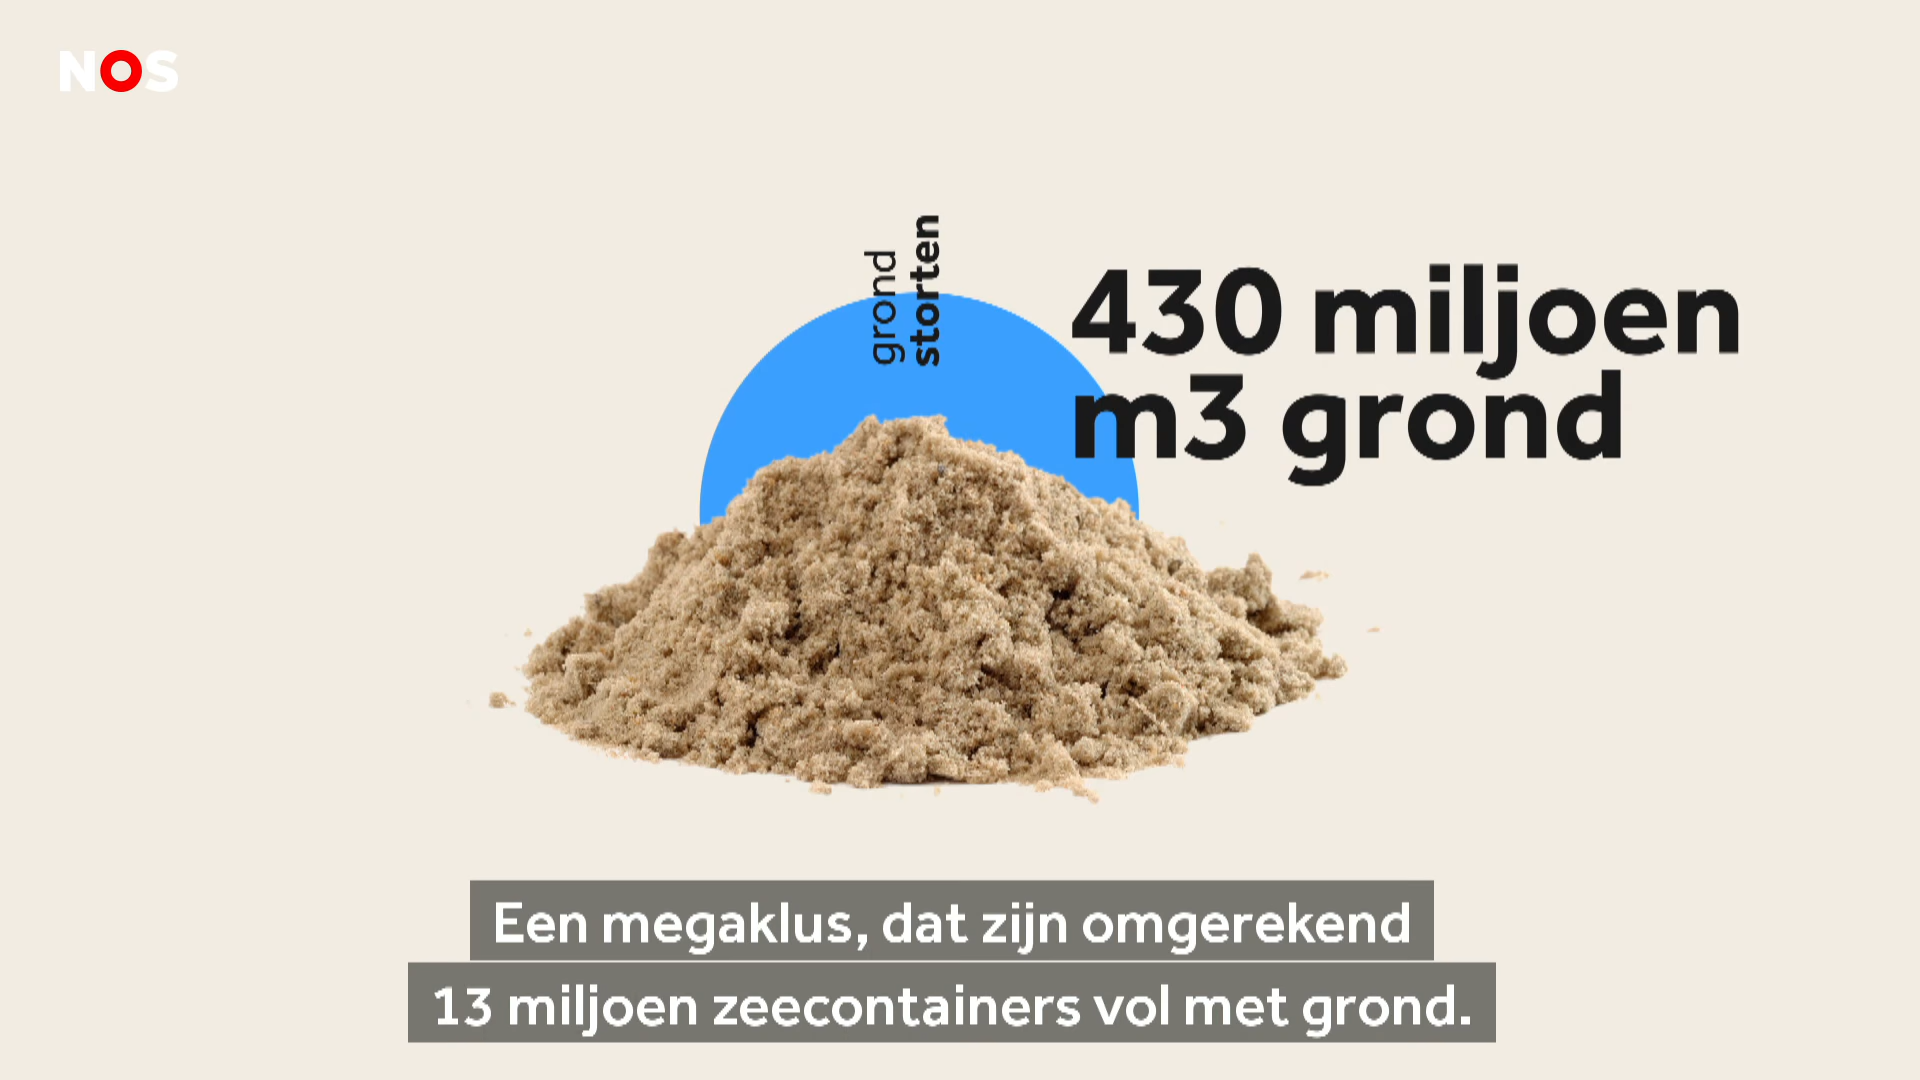 NOS
grond
storten
430 miljoen
m3 grond
Een megaklus, dat zijn omgerekend
13 miljoen zeecontainers vol met grond.